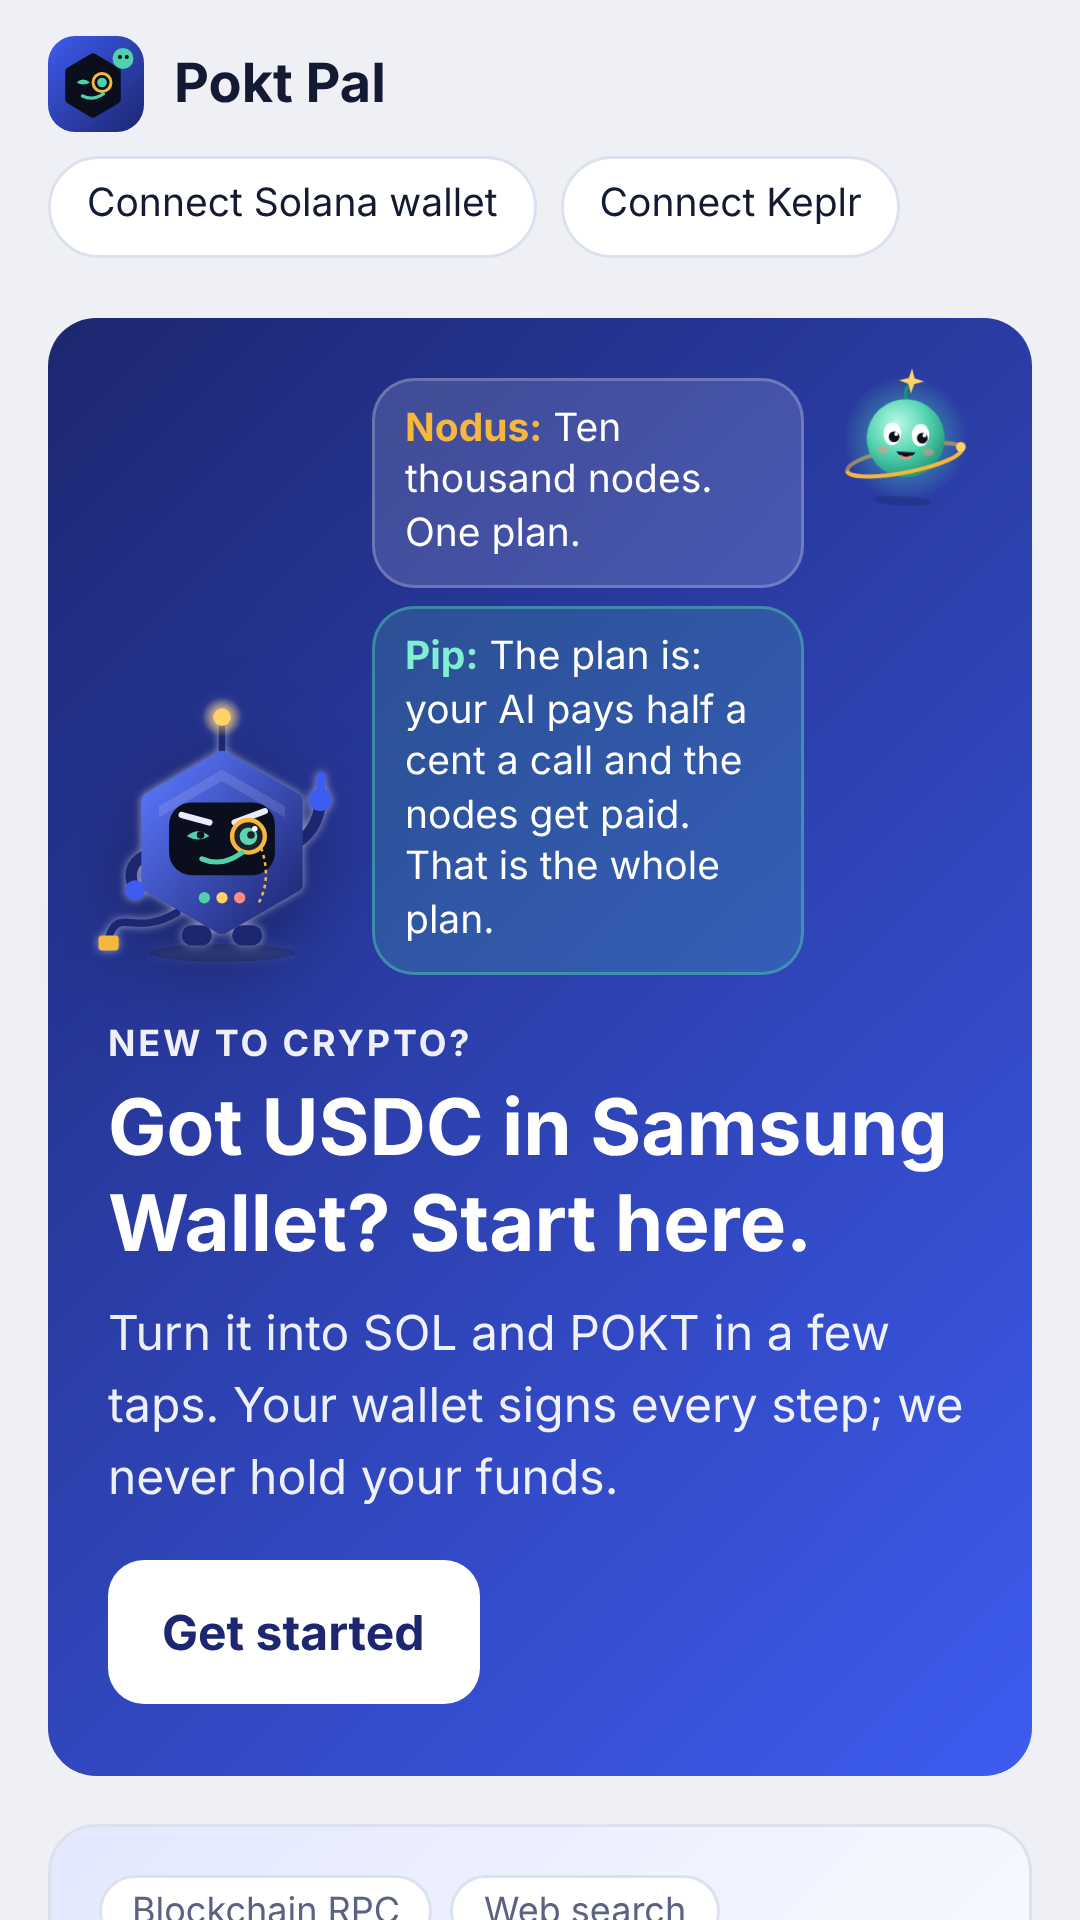 Pokt Pal
Connect Solana wallet
Connect Keplr
Nodus: Ten
thousand nodes.
One plan.
Pip: The plan is:
your AI pays half a
cent a call and the
nodes get paid.
That is the whole
plan.
NEW TO CRYPTO?
Got USDC in Samsung
Wallet? Start here.
Turn it into SOL and POKT in a few
taps. Your wallet signs every step; we
never hold your funds.
Get started
Blockchain RPC
Web search